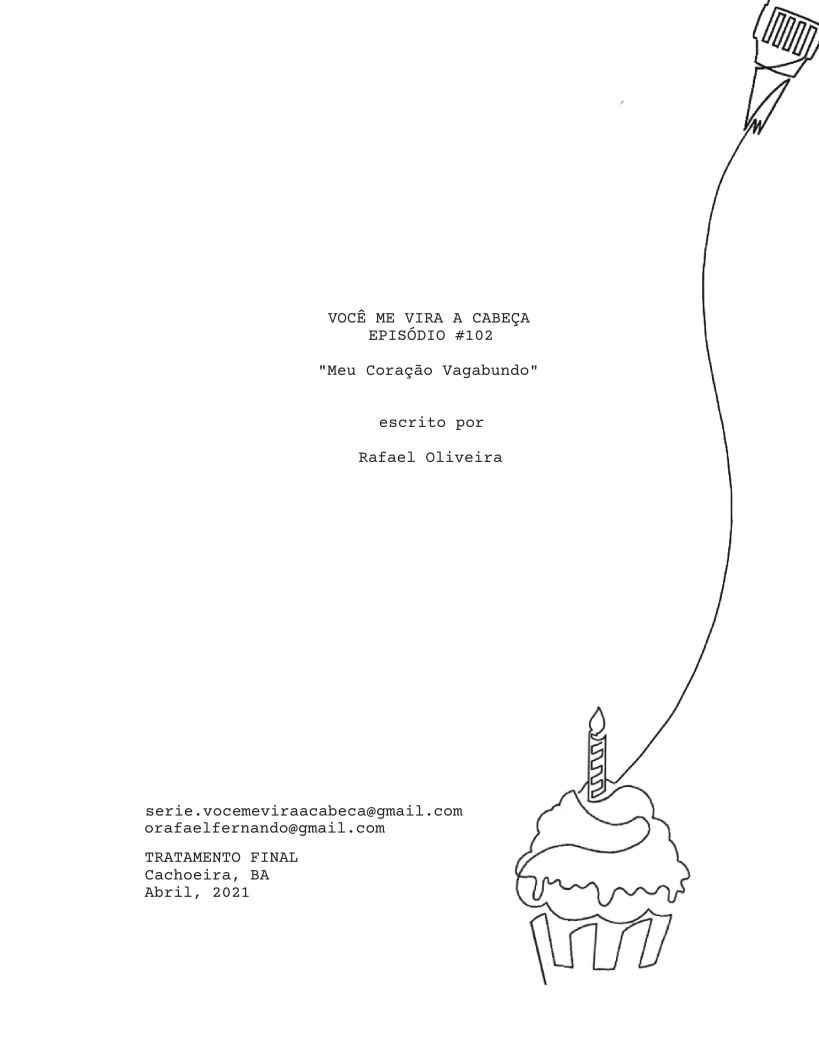 VOCÊ ME VIRA A CABEÇA
EPISÓDIO #102
"Meu Coração Vagabundo"
escrito por
Rafael Oliveira
serie.vocemeviraacabeca@gmail.com
orafaelfernando@gmail.com
TRATAMENTO FINAL
Cachoeira, BA
Abril, 2021